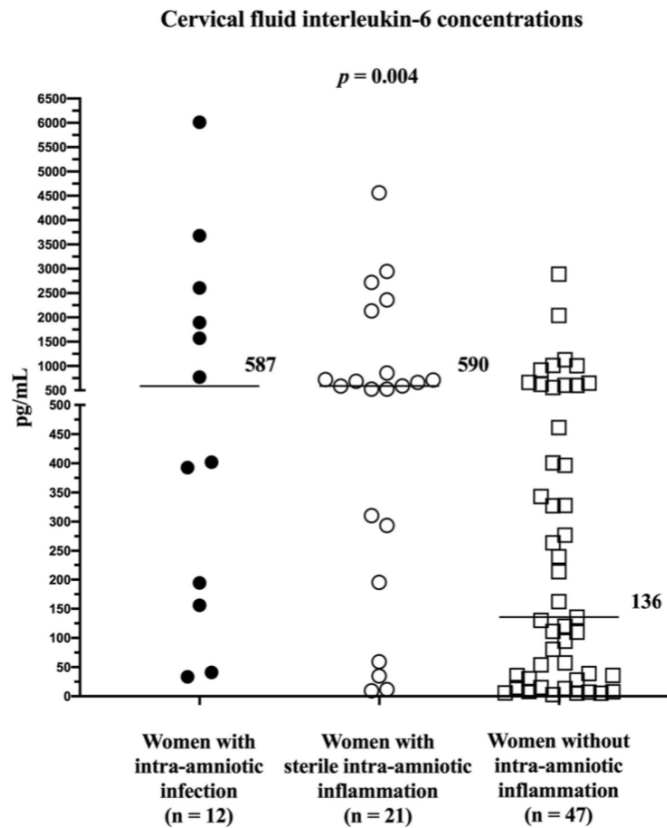 Cervical fluid interleukin-6 concentrations
p = 0.004
6500
6000
5500
5000
4500
4000
3500
3000
2500
2000
1500
1000
500
500
450
400
350
300
250
200
150
100
50
0
pg/mL
587
590
136
Women with
intra-amniotic
infection
(n = 12)
Women with
sterile intra-amniotic
inflammation
(n = 21)
Women without
intra-amniotic
inflammation
(n = 47)